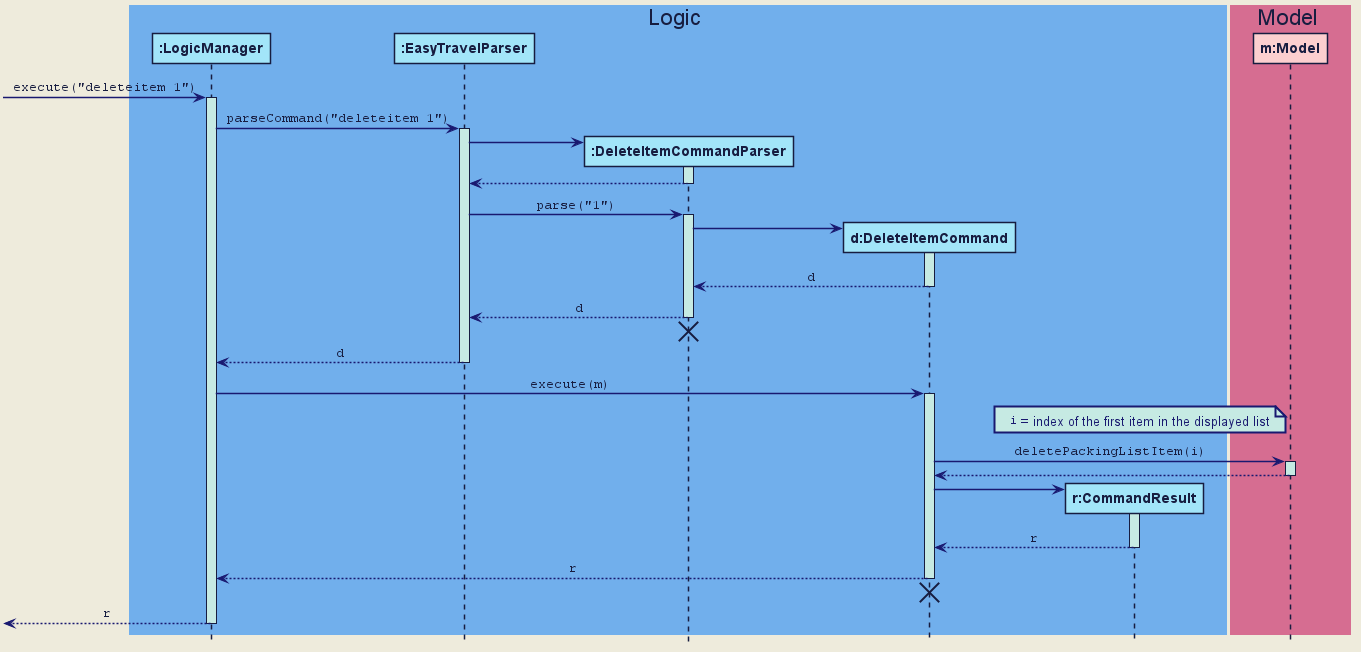 Logic
Model
:LogicManager
:EasyTravelParser
m:Model
execute("deleteitem 1")
parseCommand("deleteitem 1")
:DeleteItemCommandParser
parse("1")
d:DeleteItemCommand
d
d
d
execute(m)
i = index of the first item in the displayed list
deletePackingListItem(i)
r:CommandResult
r
r
r